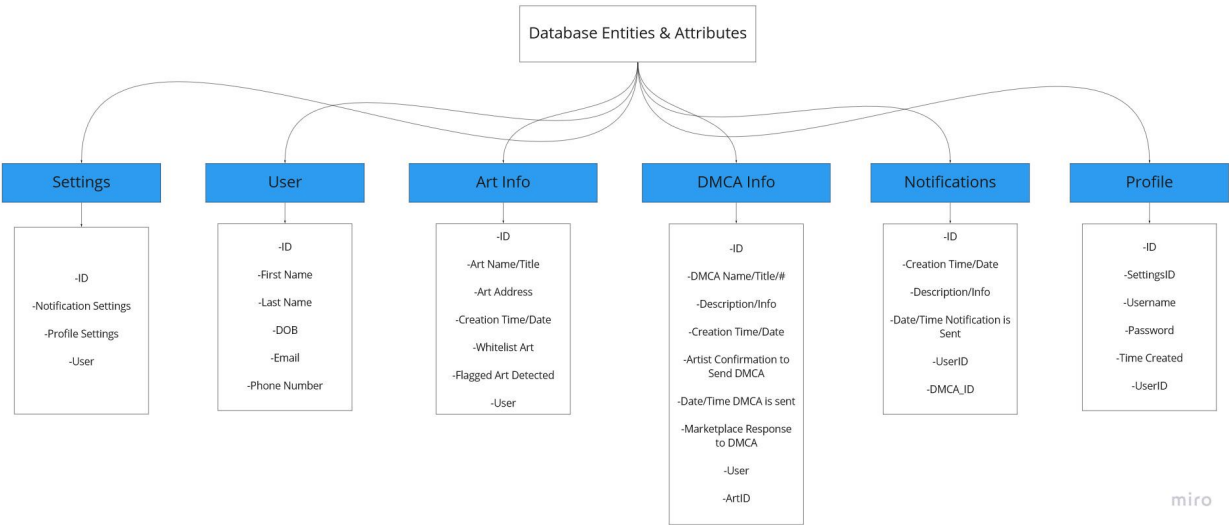 Database Entities & Attributes
Settings
-ID
-Notification Settings
-Profile Settings
-User
User
-ID
-First Name
-Last Name
-DOB
-Email
-Phone Number
Art Info
-ID
-Art Name/Title
-Art Address
-Creation Time/Date
-Whitelist Art
-Flagged Art Detected
-User
DMCA Info
-ID
-DMCA Name/Title/#
-Description/Info
-Creation Time/Date
-Artist Confirmation to
Send DMCA
-Date/Time DMCA is sent
-Marketplace Response
to DMCA
-User
-ArtID
Notifications
-ID
-Creation Time/Date
-Description/Info
-Date/Time Notification is
Sent
-UserID
-DMCA_ID
Profile
-ID
-SettingsID
-Username
-Password
-Time Created
-UserID
miro